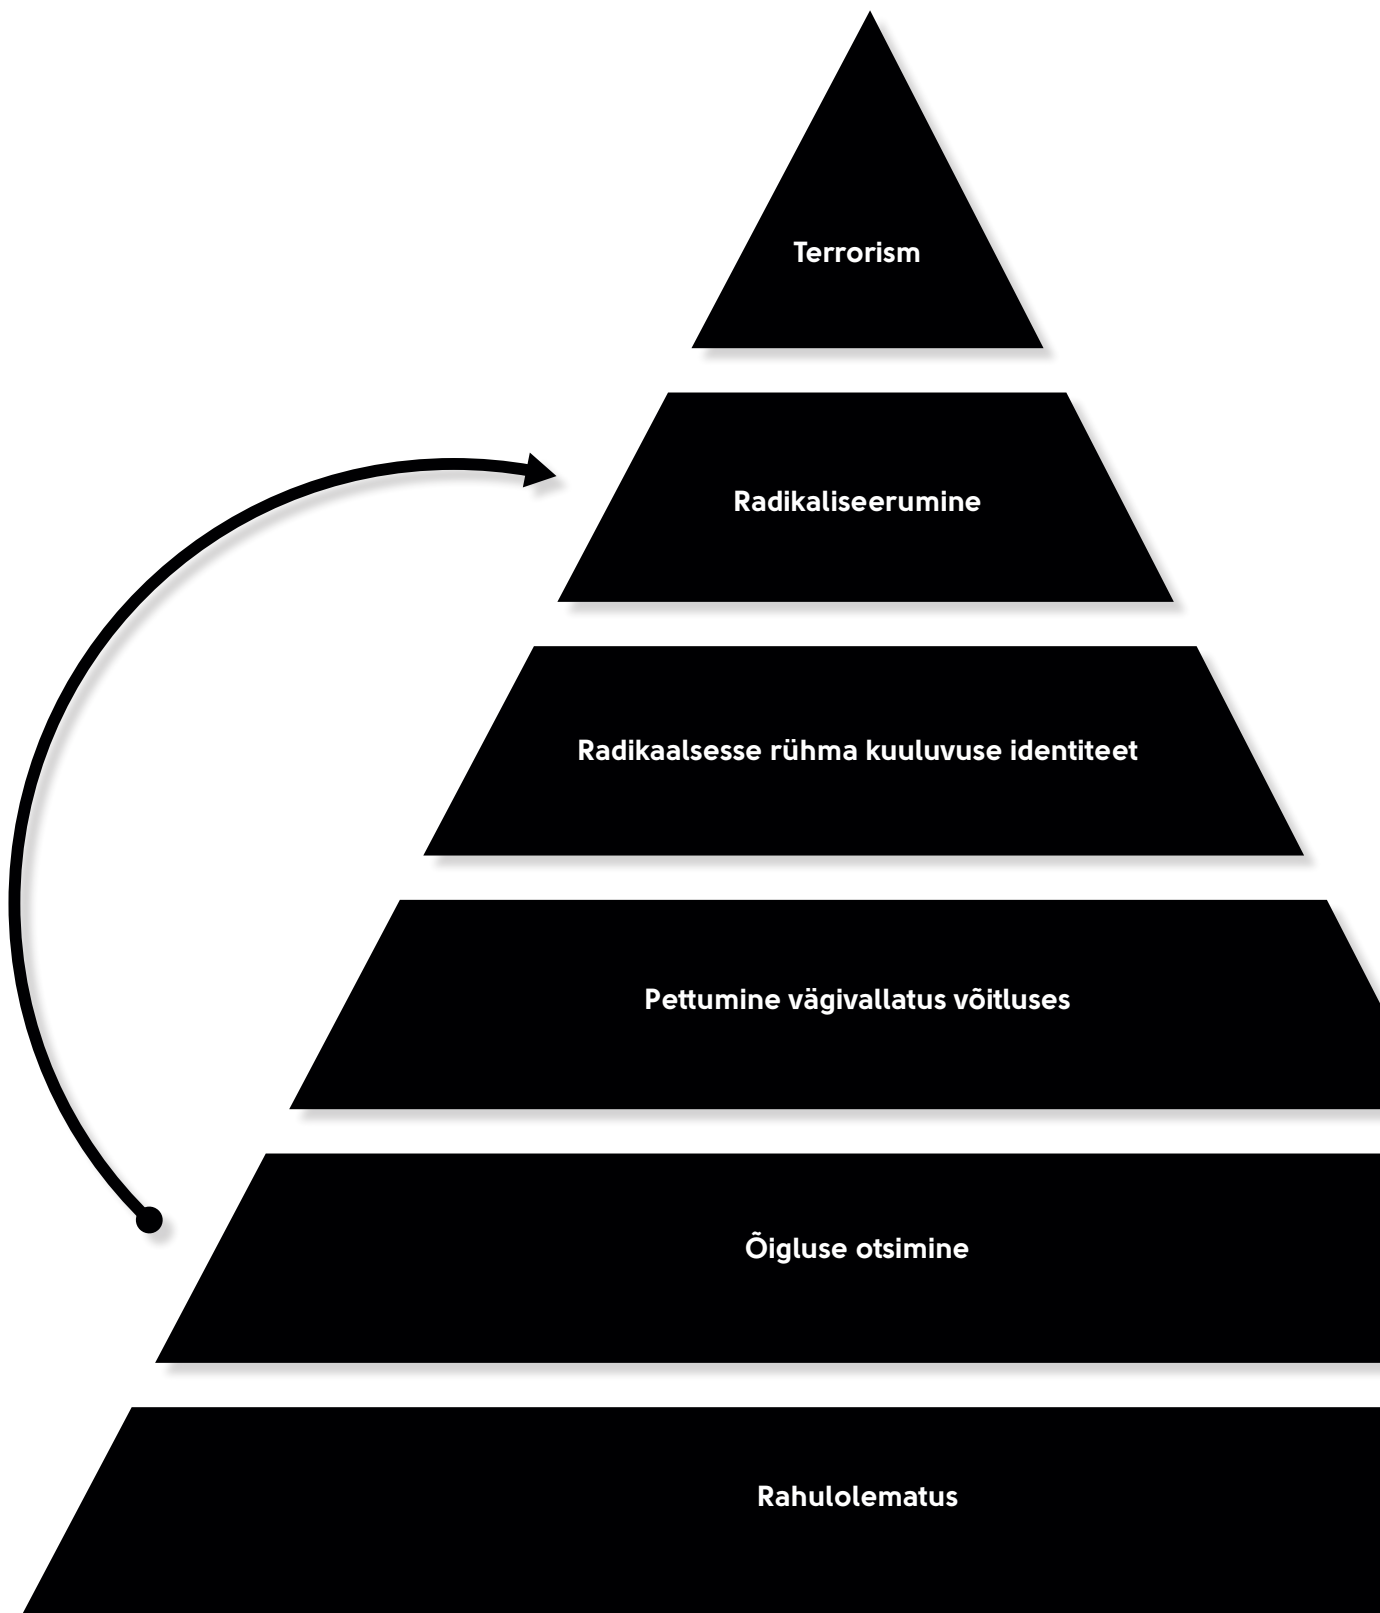 Terrorism
Radikaliseerumine
Radikaalsesse rühma kuuluvuse identiteet
Pettumine vägivallatus võitluses
Õigluse otsimine
Rahulolematus